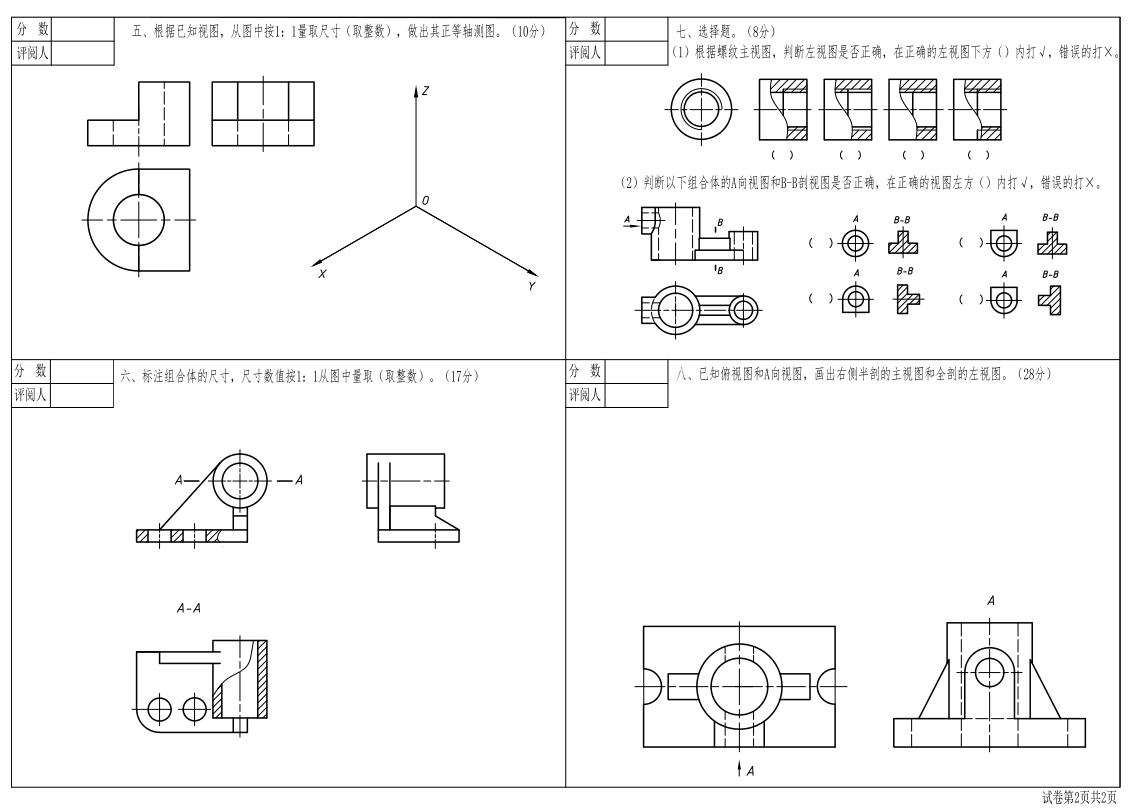 分 数
评阅人
五、根据已知视图，从图中按1：1量取尺寸（取整数），做出其正等轴测图。（10分）
Z
O
X
Y
分 数
评阅人
七、选择题。（8分）
（1）根据螺纹主视图，判断左视图是否正确，在正确的左视图下方（）内打√，错误的打×。
（ ） （ ） （ ） （ ）
（2）判断以下组合体的A向视图和B-B剖视图是否正确，在正确的视图左方（）内打√，错误的打×。
A B B
（ ） A B-B （ ） A B-B
（ ） A B-B （ ） A B-B
分 数
评阅人
六、标注组合体的尺寸，尺寸数值按1：1从图中量取（取整数）。（17分）
A A
A-A
分 数
评阅人
八、已知俯视图和A向视图，画出右侧半剖的主视图和全剖的左视图。（28分）
A
A
试卷第2页共2页